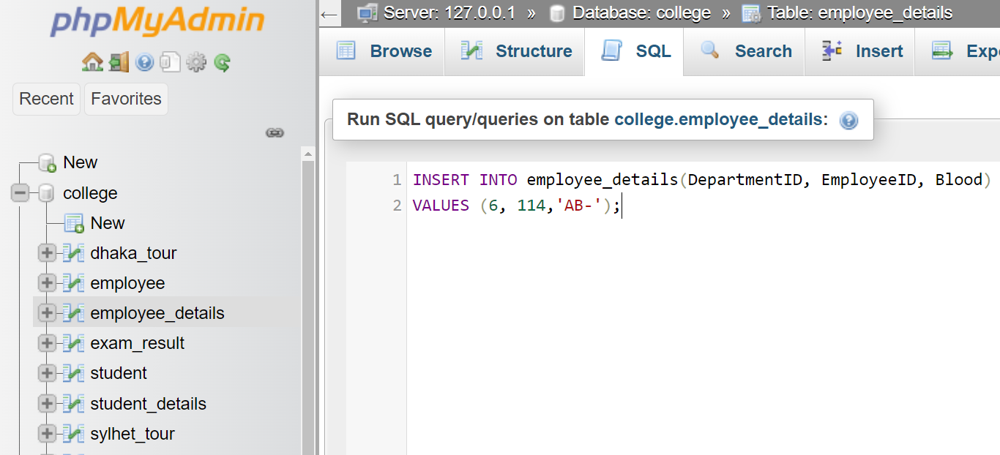 phpMyAdmin
Recent Favorites
New
college
New
dhaka_tour
employee
employee_details
exam_result
student
student_details
sylhet_tour
← Server: 127.0.0.1 » Database: college » Table: employee_details
Browse Structure SQL Search Insert
Run SQL query/queries on table college.employee_details:
1 INSERT INTO employee_details(DepartmentID, EmployeeID, Blood)
2 VALUES (6, 114,'AB-');